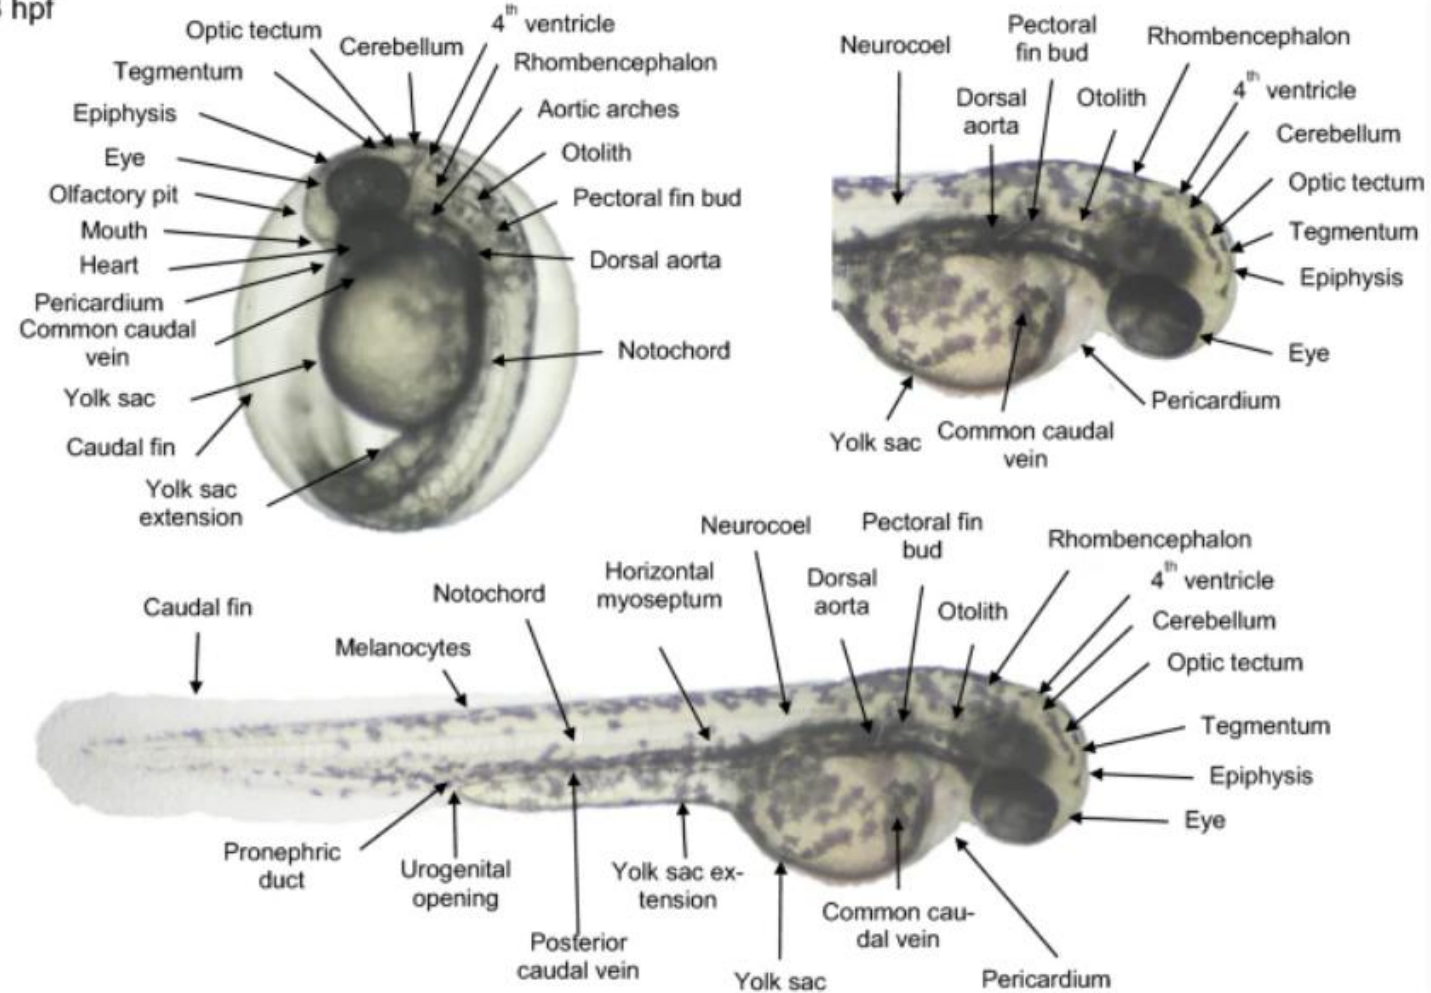 hpf
Optic tectum
4th ventricle
Cerebellum
Tegmentum
Rhombencephalon
Epiphysis
Aortic arches
Eye
Otolith
Olfactory pit
Pectoral fin bud
Mouth
Heart
Dorsal aorta
Pericardium
Common caudal
vein
Notochord
Yolk sac
Caudal fin
Yolk sac
extension
Neurocoel
Pectoral
fin bud
Rhombencephalon
Dorsal
aorta
Otolith
4th ventricle
Cerebellum
Optic tectum
Tegmentum
Epiphysis
Eye
Pericardium
Yolk sac
Common caudal
vein
Caudal fin
Melanocytes
Notochord
Horizontal
myoseptum
Neurocoel
Dorsal
aorta
Pectoral fin
bud
Otolith
Rhombencephalon
4th ventricle
Cerebellum
Optic tectum
Tegmentum
Epiphysis
Eye
Pronephric
duct
Urogenital
opening
Posterior
caudal vein
Yolk sac ex-
tension
Yolk sac
Common cau-
dal vein
Pericardium